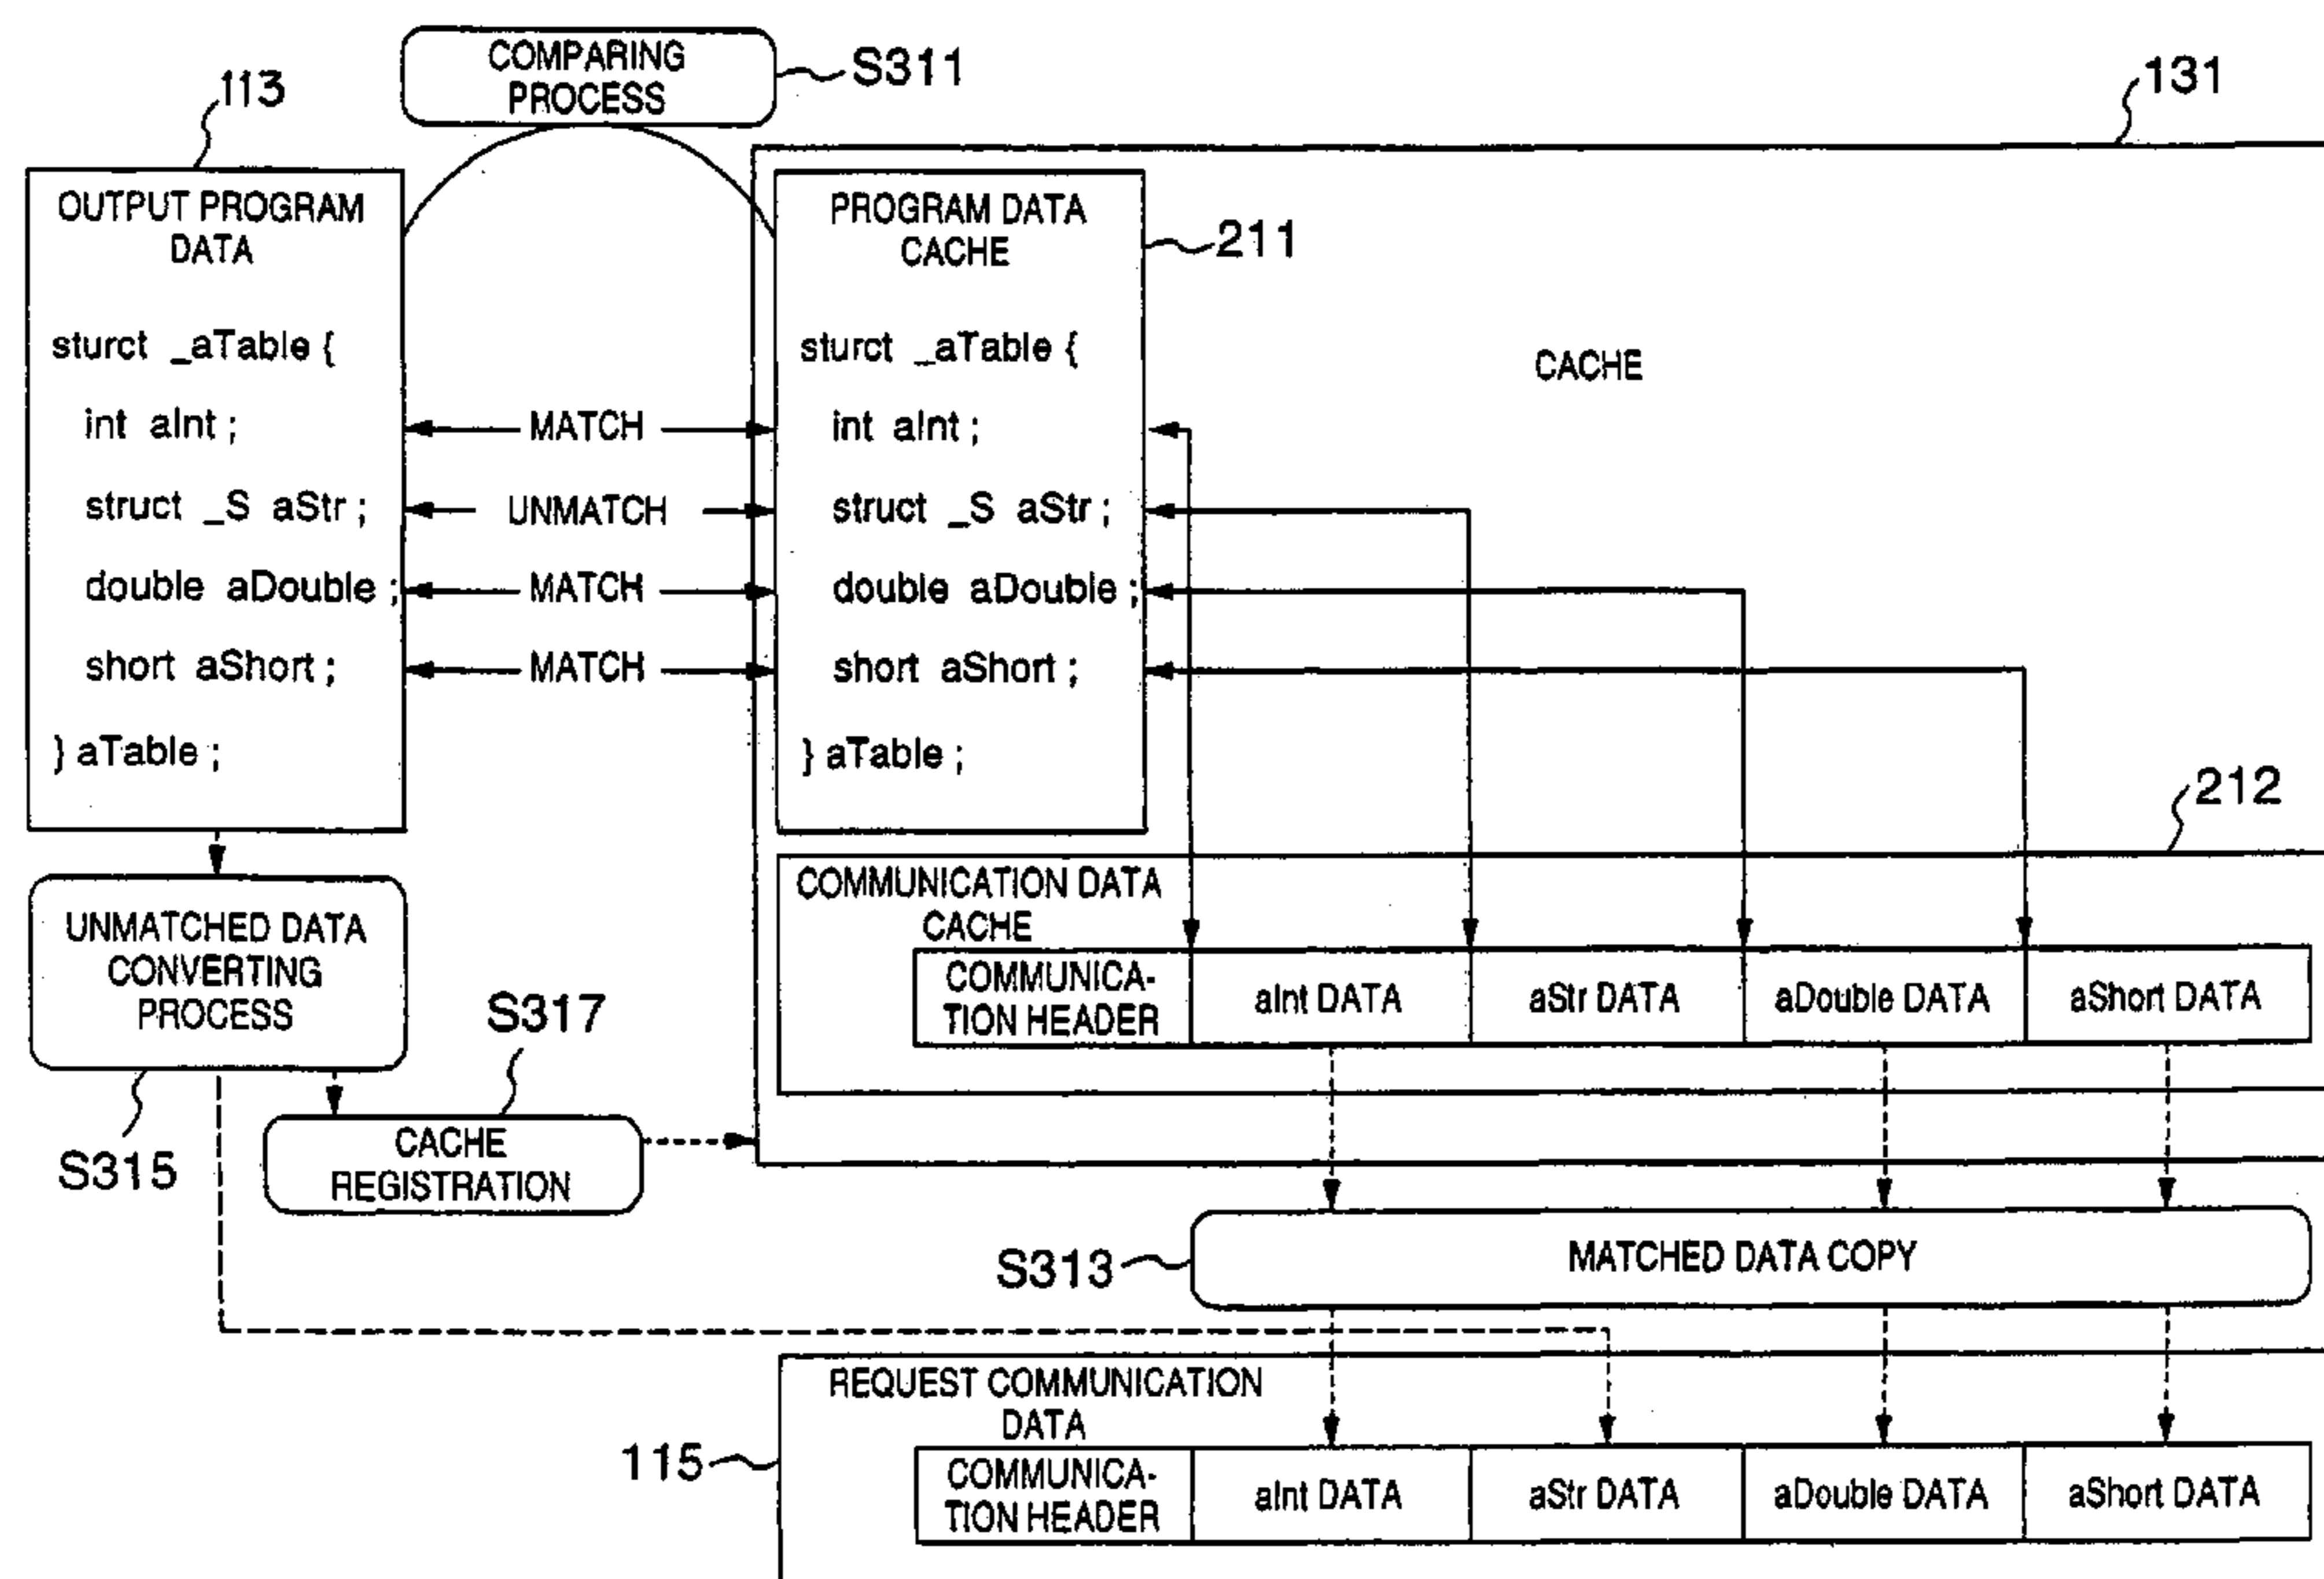 COMPARING
PROCESS
S311
113
131
OUTPUT PROGRAM
DATA
sturct _aTable {
int aInt ;
struct _S aStr ;
double aDouble ;
short aShort ;
} aTable ;
MATCH
UNMATCH
MATCH
MATCH
PROGRAM DATA
CACHE
211
sturct _aTable {
int aInt ;
struct _S aStr ;
double aDouble ;
short aShort ;
} aTable ;
CACHE
212
COMMUNICATION DATA
CACHE
COMMUNICA-
TION HEADER
aInt DATA
aStr DATA
aDouble DATA
aShort DATA
UNMATCHED DATA
CONVERTING
PROCESS
S315
S317
CACHE
REGISTRATION
S313
MATCHED DATA COPY
REQUEST COMMUNICATION
DATA
115
COMMUNICA-
TION HEADER
aInt DATA
aStr DATA
aDouble DATA
aShort DATA